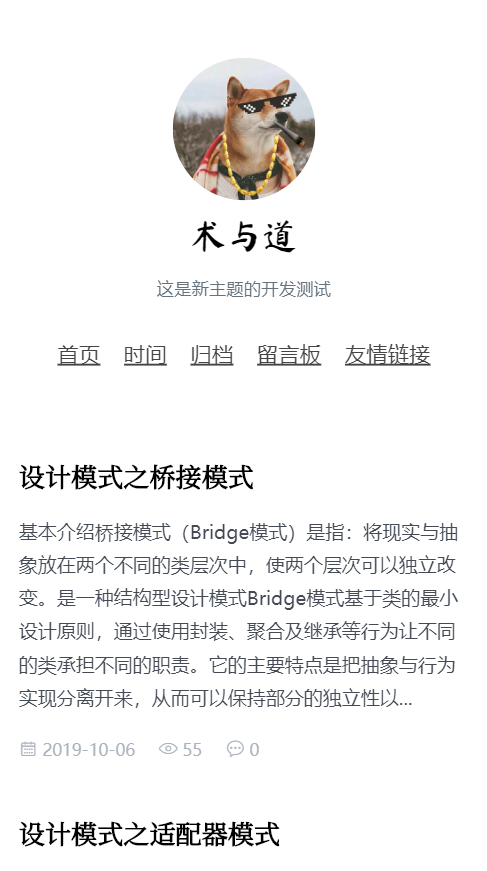 术与道
这是新主题的开发测试
首页 时间 归档 留言板 友情链接
设计模式之桥接模式
基本介绍桥接模式（Bridge模式）是指：将现实与抽
象放在两个不同的类层次中，使两个层次可以独立改
变。是一种结构型设计模式Bridge模式基于类的最小
设计原则，通过使用封装、聚合及继承等行为让不同
的类承担不同的职责。它的主要特点是把抽象与行为
实现分离开来，从而可以保持部分的独立性以...
2019-10-06 55 0
设计模式之适配器模式